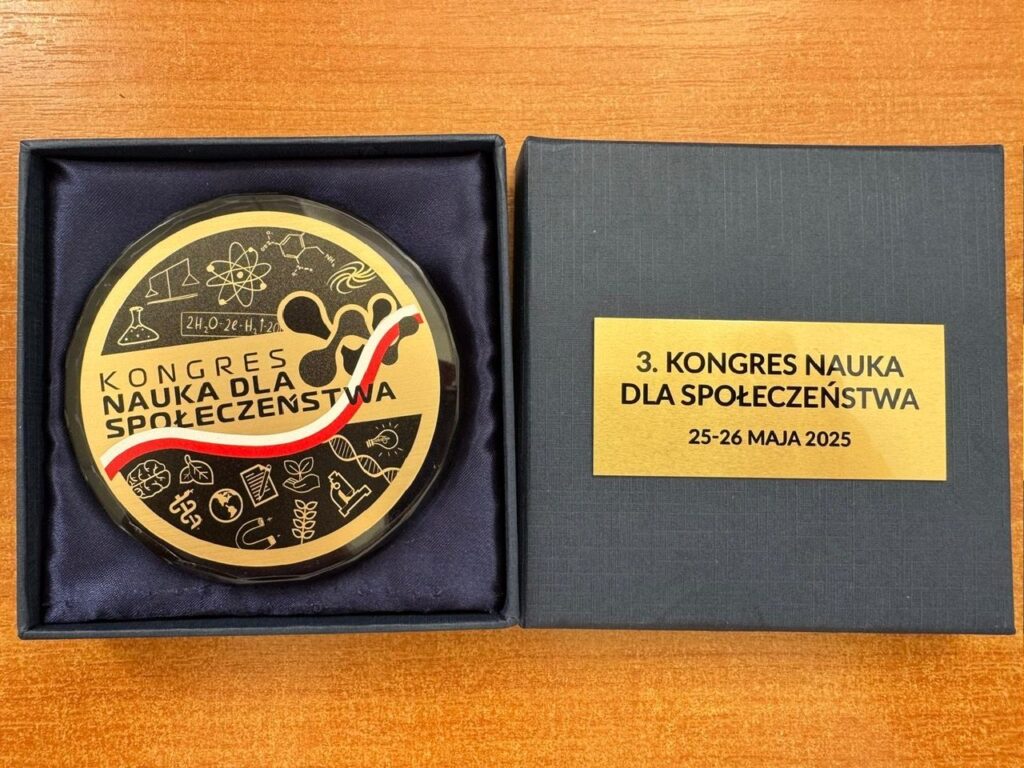 KONGRES
NAUKA DLA
SPOŁECZEŃSTWA
3. KONGRES NAUKA
DLA SPOŁECZEŃSTWA
25-26 MAJA 2025